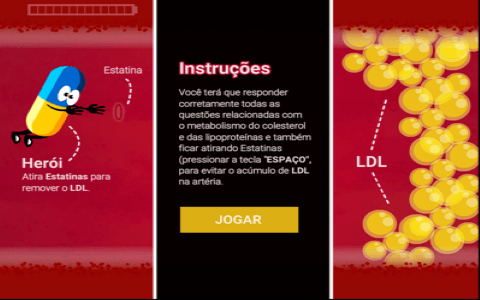 Estatina
Herói
Atira Estatinas para
remover o LDL.
Instruções
Você terá que responder
corretamente todas as
questões relacionadas com
o metabolismo do colesterol
e das lipoproteínas e também
ficar atirando Estatinas
(pressionar a tecla "ESPAÇO",
para evitar o acúmulo de LDL
na artéria.
JOGAR
LDL